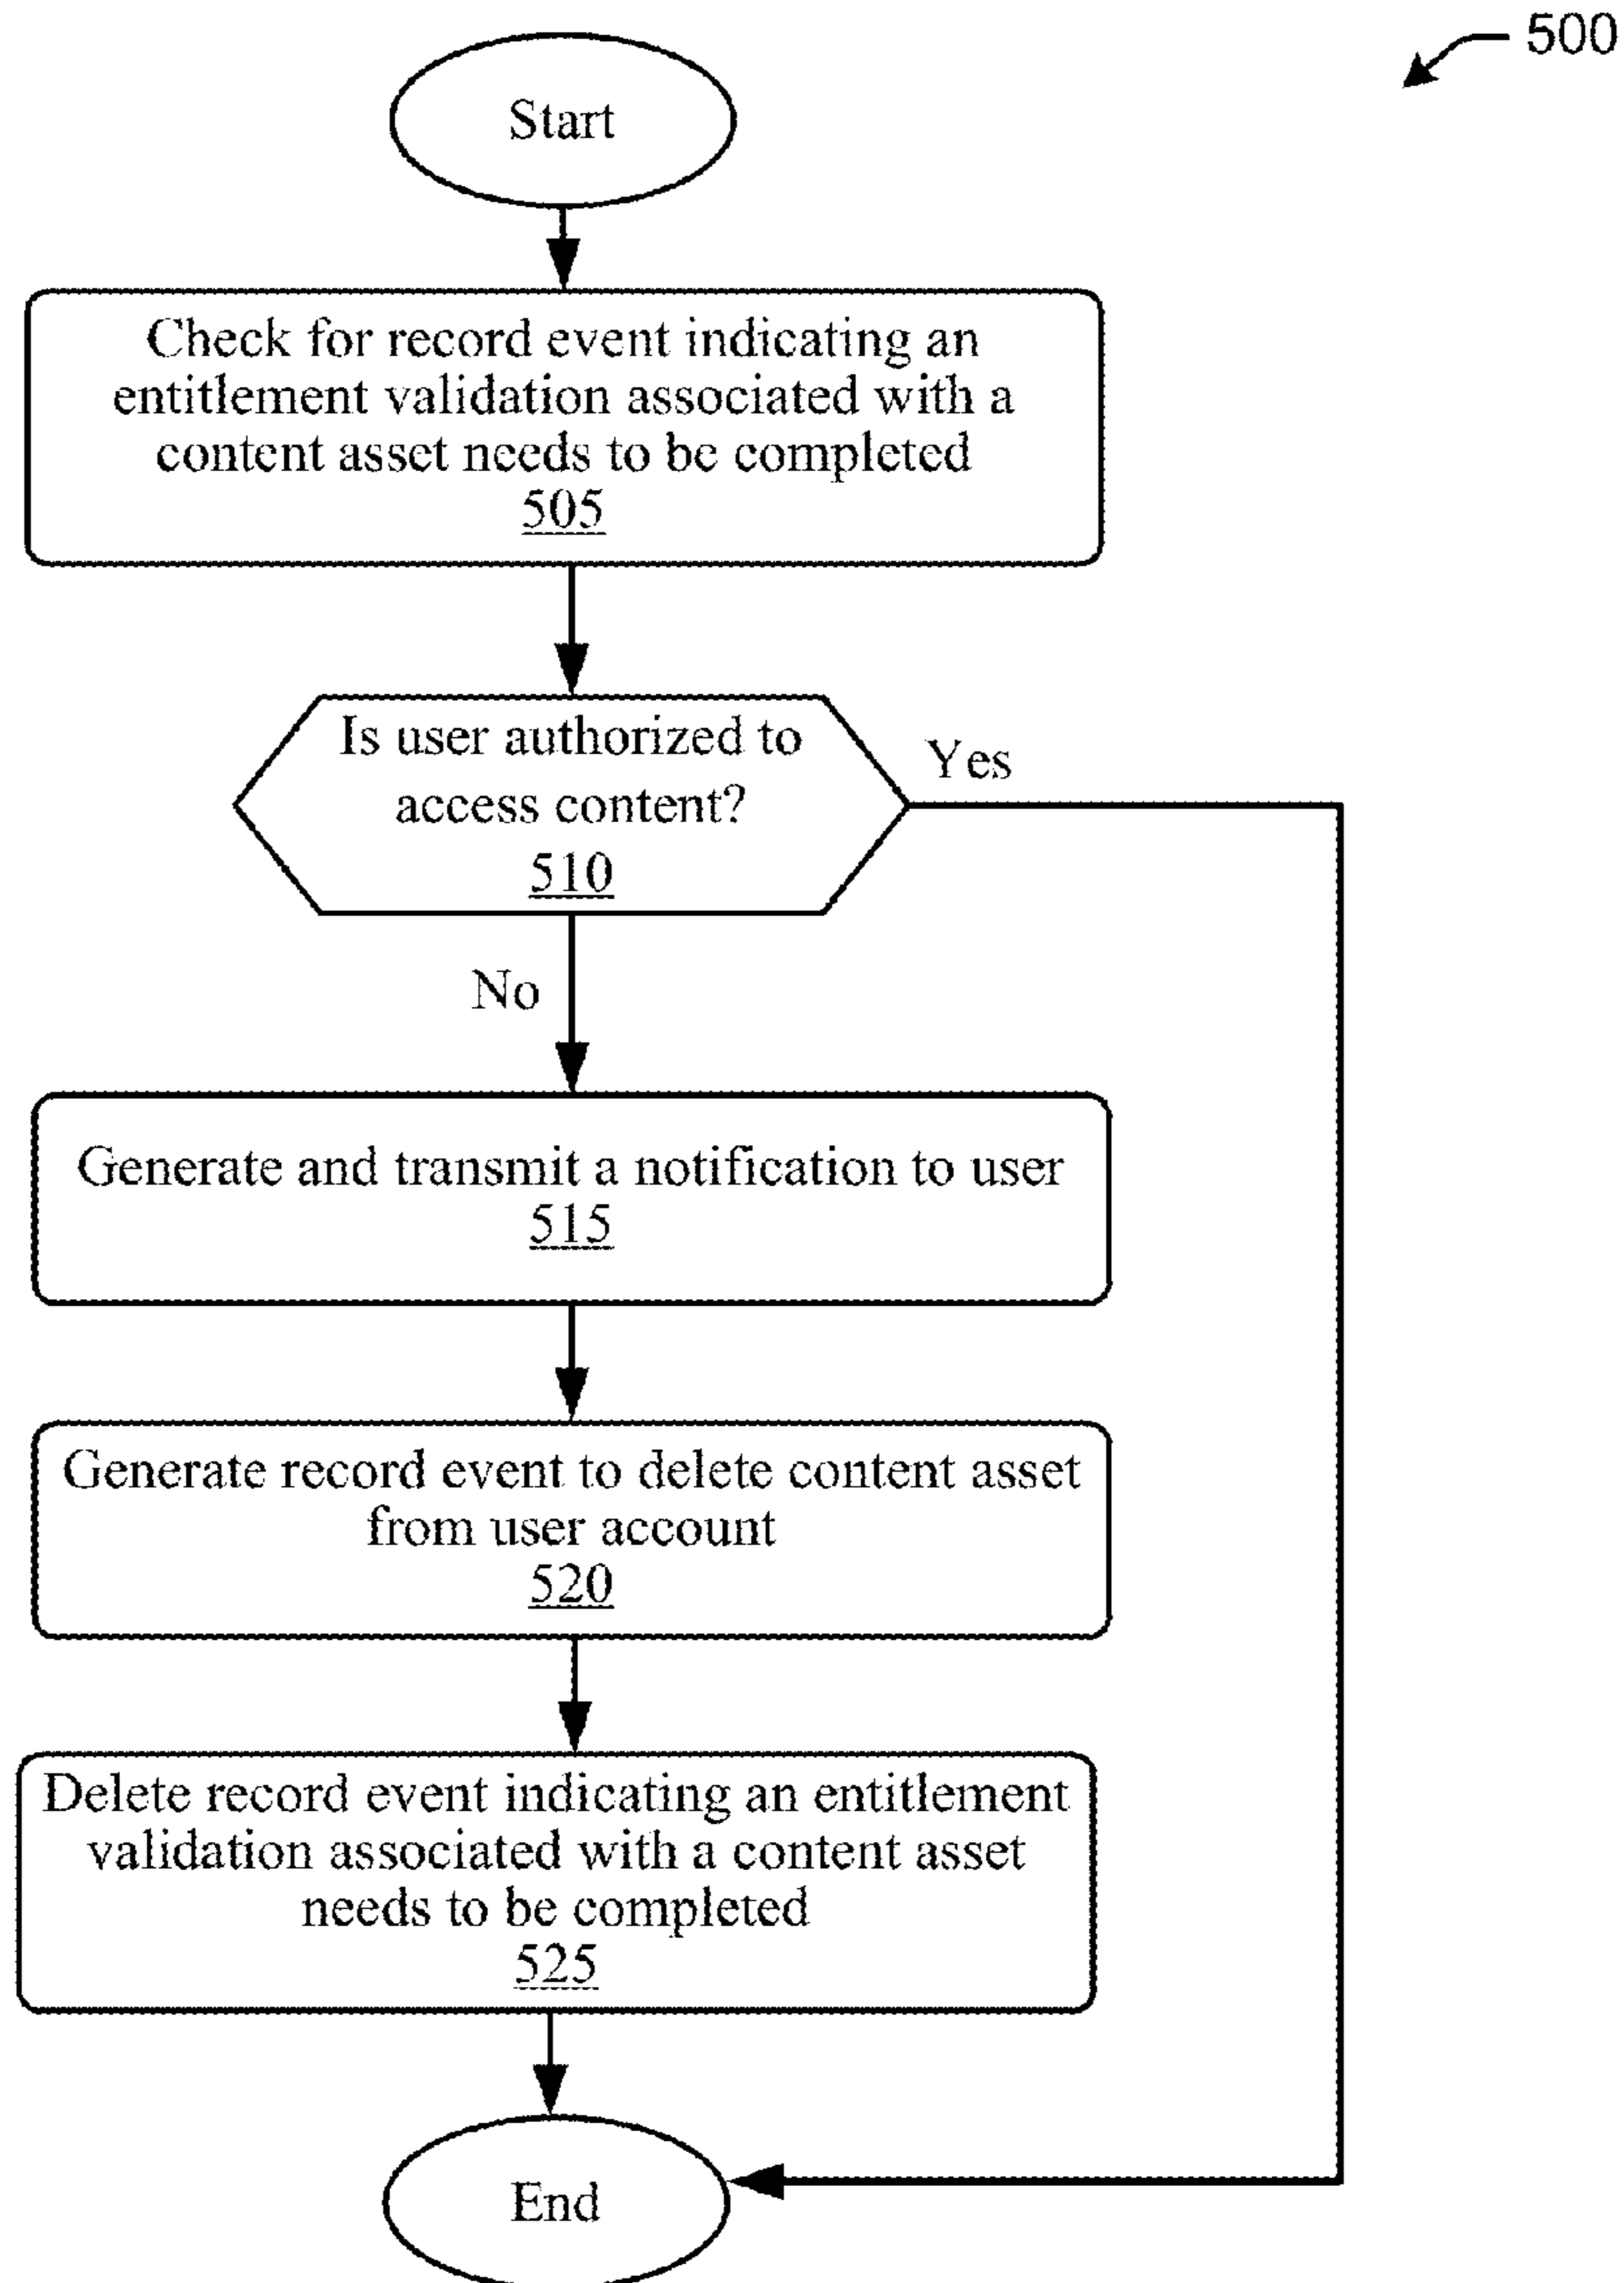 500
Start
Check for record event indicating an
entitlement validation associated with a
content asset needs to be completed
505
Is user authorized to
access content?
510
Yes
No
Generate and transmit a notification to user
515
Generate record event to delete content asset
from user account
520
Delete record event indicating an entitlement
validation associated with a content asset
needs to be completed
525
End